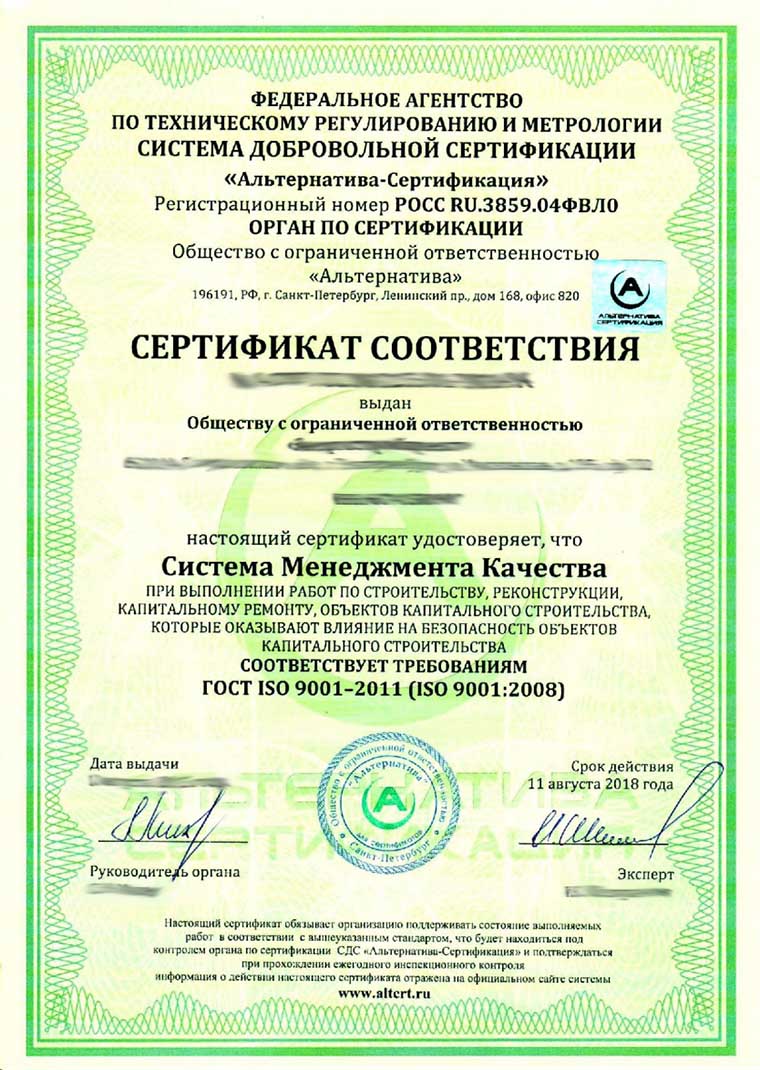 ФЕДЕРАЛЬНОЕ АГЕНТСТВО
ПО ТЕХНИЧЕСКОМУ РЕГУЛИРОВАНИЮ И МЕТРОЛОГИИ
СИСТЕМА ДОБРОВОЛЬНОЙ СЕРТИФИКАЦИИ
«Альтернатива-Сертификация»
Регистрационный номер РОСС RU.3859.04ФВЛ0
ОРГАН ПО СЕРТИФИКАЦИИ
Общество с ограниченной ответственностью
«Альтернатива»
196191, РФ, г. Санкт-Петербург, Ленинский пр., дом 168, офис 820
АЛЬТЕРНАТИВА
СЕРТИФИКАЦИЯ
СЕРТИФИКАТ СООТВЕТСТВИЯ
выдан
Обществу с ограниченной ответственностью
настоящий сертификат удостоверяет, что
Система Менеджмента Качества
ПРИ ВЫПОЛНЕНИИ РАБОТ ПО СТРОИТЕЛЬСТВУ, РЕКОНСТРУКЦИИ,
КАПИТАЛЬНОМУ РЕМОНТУ, ОБЪЕКТОВ КАПИТАЛЬНОГО СТРОИТЕЛЬСТВА,
КОТОРЫЕ ОКАЗЫВАЮТ ВЛИЯНИЕ НА БЕЗОПАСНОСТЬ ОБЪЕКТОВ
КАПИТАЛЬНОГО СТРОИТЕЛЬСТВА
СООТВЕТСТВУЕТ ТРЕБОВАНИЯМ
ГОСТ ISO 9001–2011 (ISO 9001:2008)
Дата выдачи
Срок действия
11 августа 2018 года
Общество с ограниченной ответственностью
"Альтернатива"
для сертификатов
Санкт-Петербург
АЛЬТЕРНАТИВА
СЕРТИФИКАЦИЯ
Руководитель органа
Эксперт
Настоящий сертификат обязывает организацию поддерживать состояние выполняемых
работ в соответствии с вышеуказанным стандартом, что будет находиться под
контролем органа по сертификации СДС «Альтернатива-Сертификация» и подтверждаться
при прохождении ежегодного инспекционного контроля
информация о действии настоящего сертификата отражена на официальном сайте системы
www.altcrt.ru